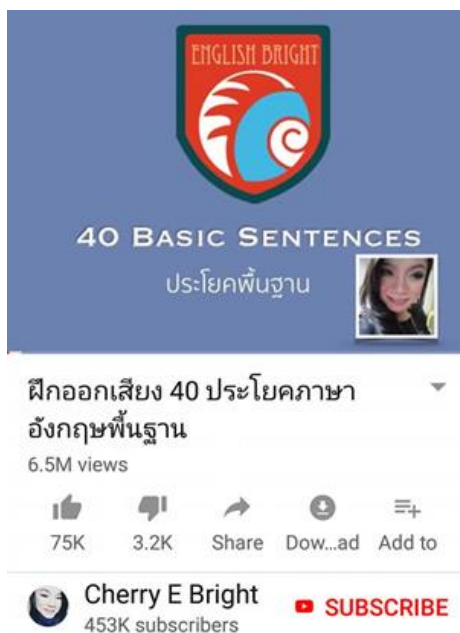 ENGLISH BRIGHT
40 BASIC SENTENCES
ประโยคพื้นฐาน
ฝึกออกเสียง 40 ประโยคภาษา
อังกฤษพื้นฐาน
6.5M views
75K 3.2K Share Dow...ad Add to
Cherry E Bright
SUBSCRIBE
453K subscribers